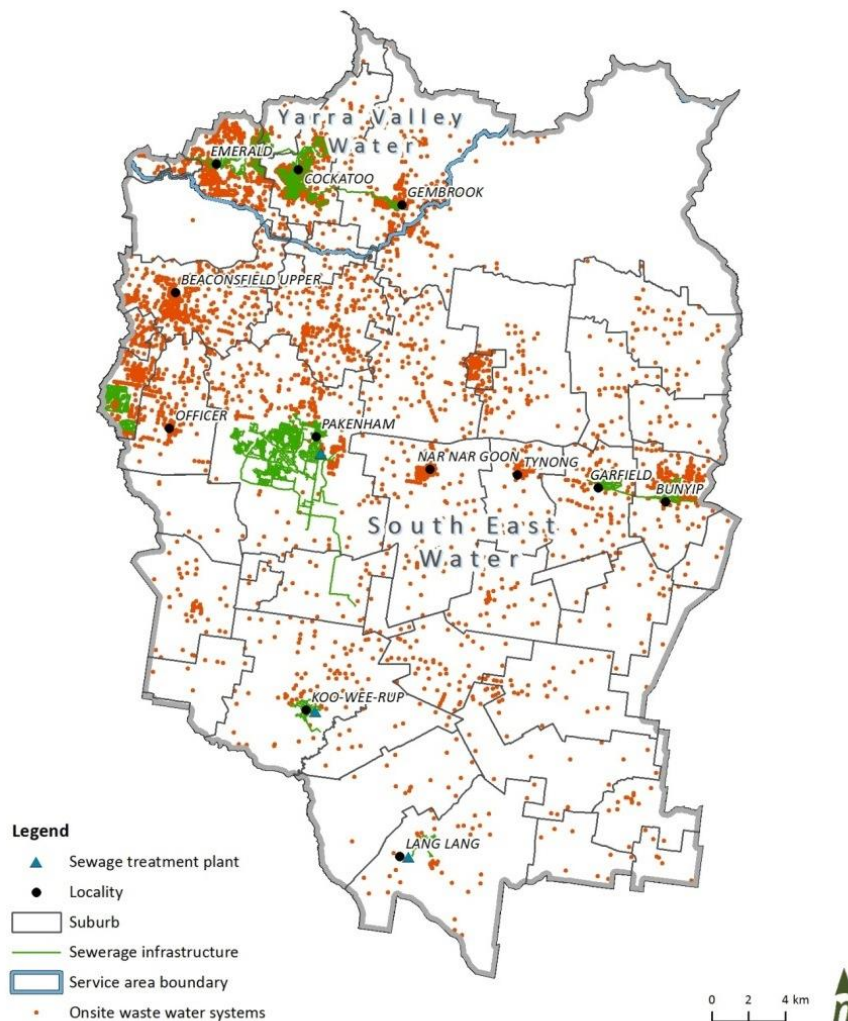 Yarra Valley
Water
EMERALD
COCKATOO
GEMBROOK
BEACONSFIELD UPPER
OFFICER
PAKENHAM
NAR NAR GOON
TYNONG
GARFIELD
BUNYIP
South East
Water
KOO-WEE-RUP
LANG LANG
Legend
Sewage treatment plant
Locality
Suburb
Sewerage infrastructure
Service area boundary
Onsite waste water systems
0 2 4 km
n